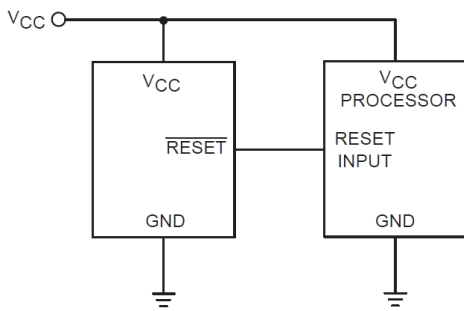 VCC
VCC
RESET
GND
VCC
PROCESSOR
RESET
INPUT
GND